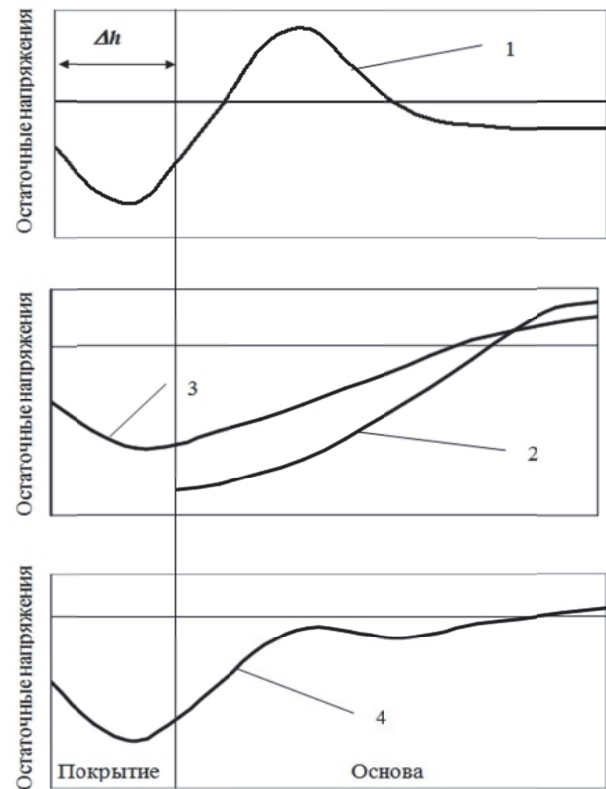 Остаточные напряжения
Δh
1
Остаточные напряжения
3
2
Остаточные напряжения
4
Покрытие
Основа